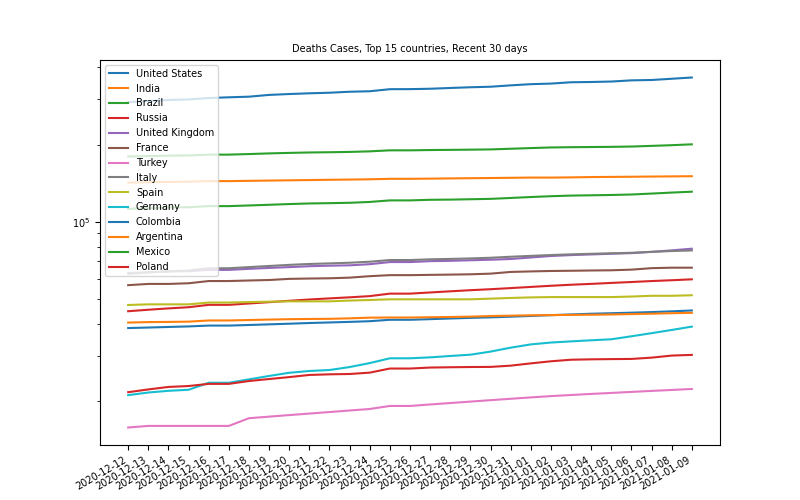 Deaths Cases, Top 15 countries, Recent 30 days
United States
India
Brazil
Russia
United Kingdom
France
Turkey
Italy
Spain
Germany
Colombia
Argentina
Mexico
Poland
10⁵
2020-12-12
2020-12-13
2020-12-14
2020-12-15
2020-12-16
2020-12-17
2020-12-18
2020-12-19
2020-12-20
2020-12-21
2020-12-22
2020-12-23
2020-12-24
2020-12-25
2020-12-26
2020-12-27
2020-12-28
2020-12-29
2020-12-30
2020-12-31
2021-01-01
2021-01-02
2021-01-03
2021-01-04
2021-01-05
2021-01-06
2021-01-07
2021-01-08
2021-01-09